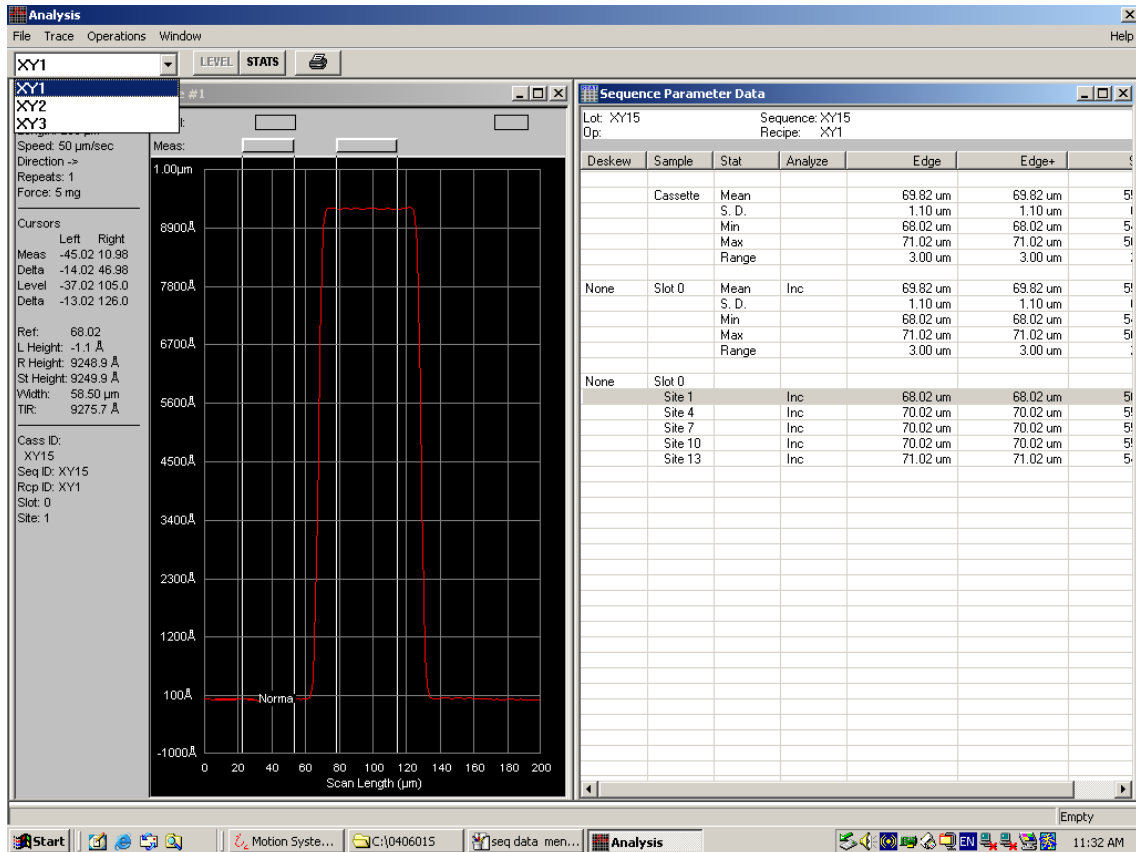 Analysis
File Trace Operations Window Help
XY1 LEVEL STATS
XY1
XY2
XY3
#1
Speed: 50 µm/sec
Direction ->
Repeats: 1
Force: 5 mg
Cursors
Left Right
Meas -45.02 10.98
Delta -14.02 46.98
Level -37.02 105.0
Delta -13.02 126.0
Ref: 68.02
L Height: -1.1 Å
R Height: 9248.9 Å
St Height: 9249.9 Å
Width: 58.50 µm
TIR: 9275.7 Å
Cass ID:
XY15
Seq ID: XY15
Rcp ID: XY1
Slot: 0
Site: 1
Meas:
1.00µm
8900Å
7800Å
6700Å
5600Å
4500Å
3400Å
2300Å
1200Å
100Å
Norma
-1000Å
0 20 40 60 80 100 120 140 160 180 200
Scan Length (µm)
Sequence Parameter Data
Lot: XY15 Sequence: XY15
Op: Recipe: XY1
Deskew Sample Stat Analyze Edge Edge+
Cassette Mean 69.82 um 69.82 um
S. D. 1.10 um 1.10 um
Min 68.02 um 68.02 um
Max 71.02 um 71.02 um
Range 3.00 um 3.00 um
None Slot 0 Mean Inc 69.82 um 69.82 um
S. D. 1.10 um 1.10 um
Min 68.02 um 68.02 um
Max 71.02 um 71.02 um
Range 3.00 um 3.00 um
None Slot 0
Site 1 Inc 68.02 um 68.02 um
Site 4 Inc 70.02 um 70.02 um
Site 7 Inc 70.02 um 70.02 um
Site 10 Inc 70.02 um 70.02 um
Site 13 Inc 71.02 um 71.02 um
Empty
Start Motion Syste... C:\040601S seq data men... Analysis EN 11:32 AM